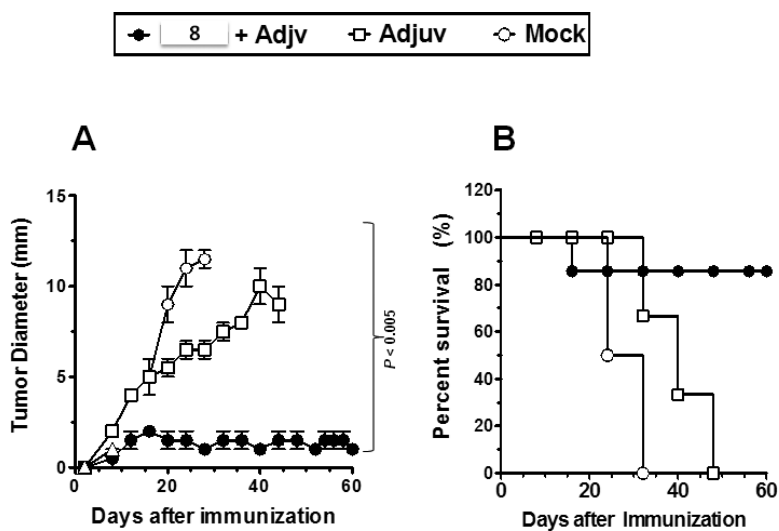 8 + Adjv Adjuv Mock
A
B
Tumor Diameter (mm)
15
10
5
0
0 20 40 60
Days after immunization
P < 0.005
Percent survival (%)
120
100
80
60
40
20
0
0 20 40 60
Days after Immunization